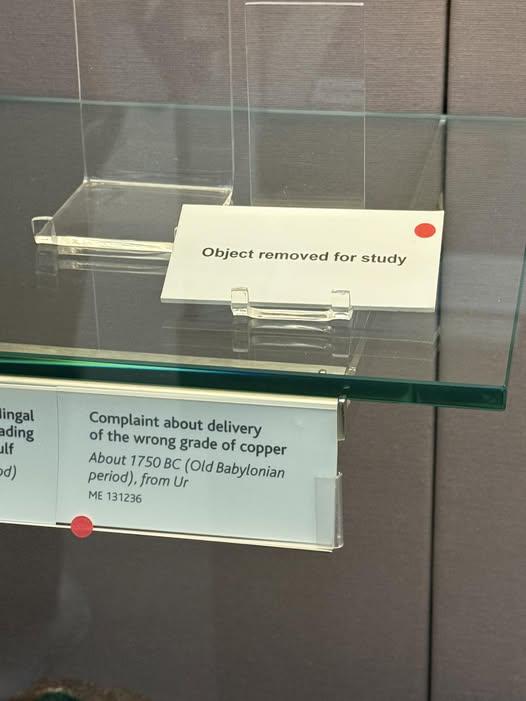 Object removed for study
Complaint about delivery
of the wrong grade of copper
About 1750 BC (Old Babylonian
period), from Ur
ME 131236